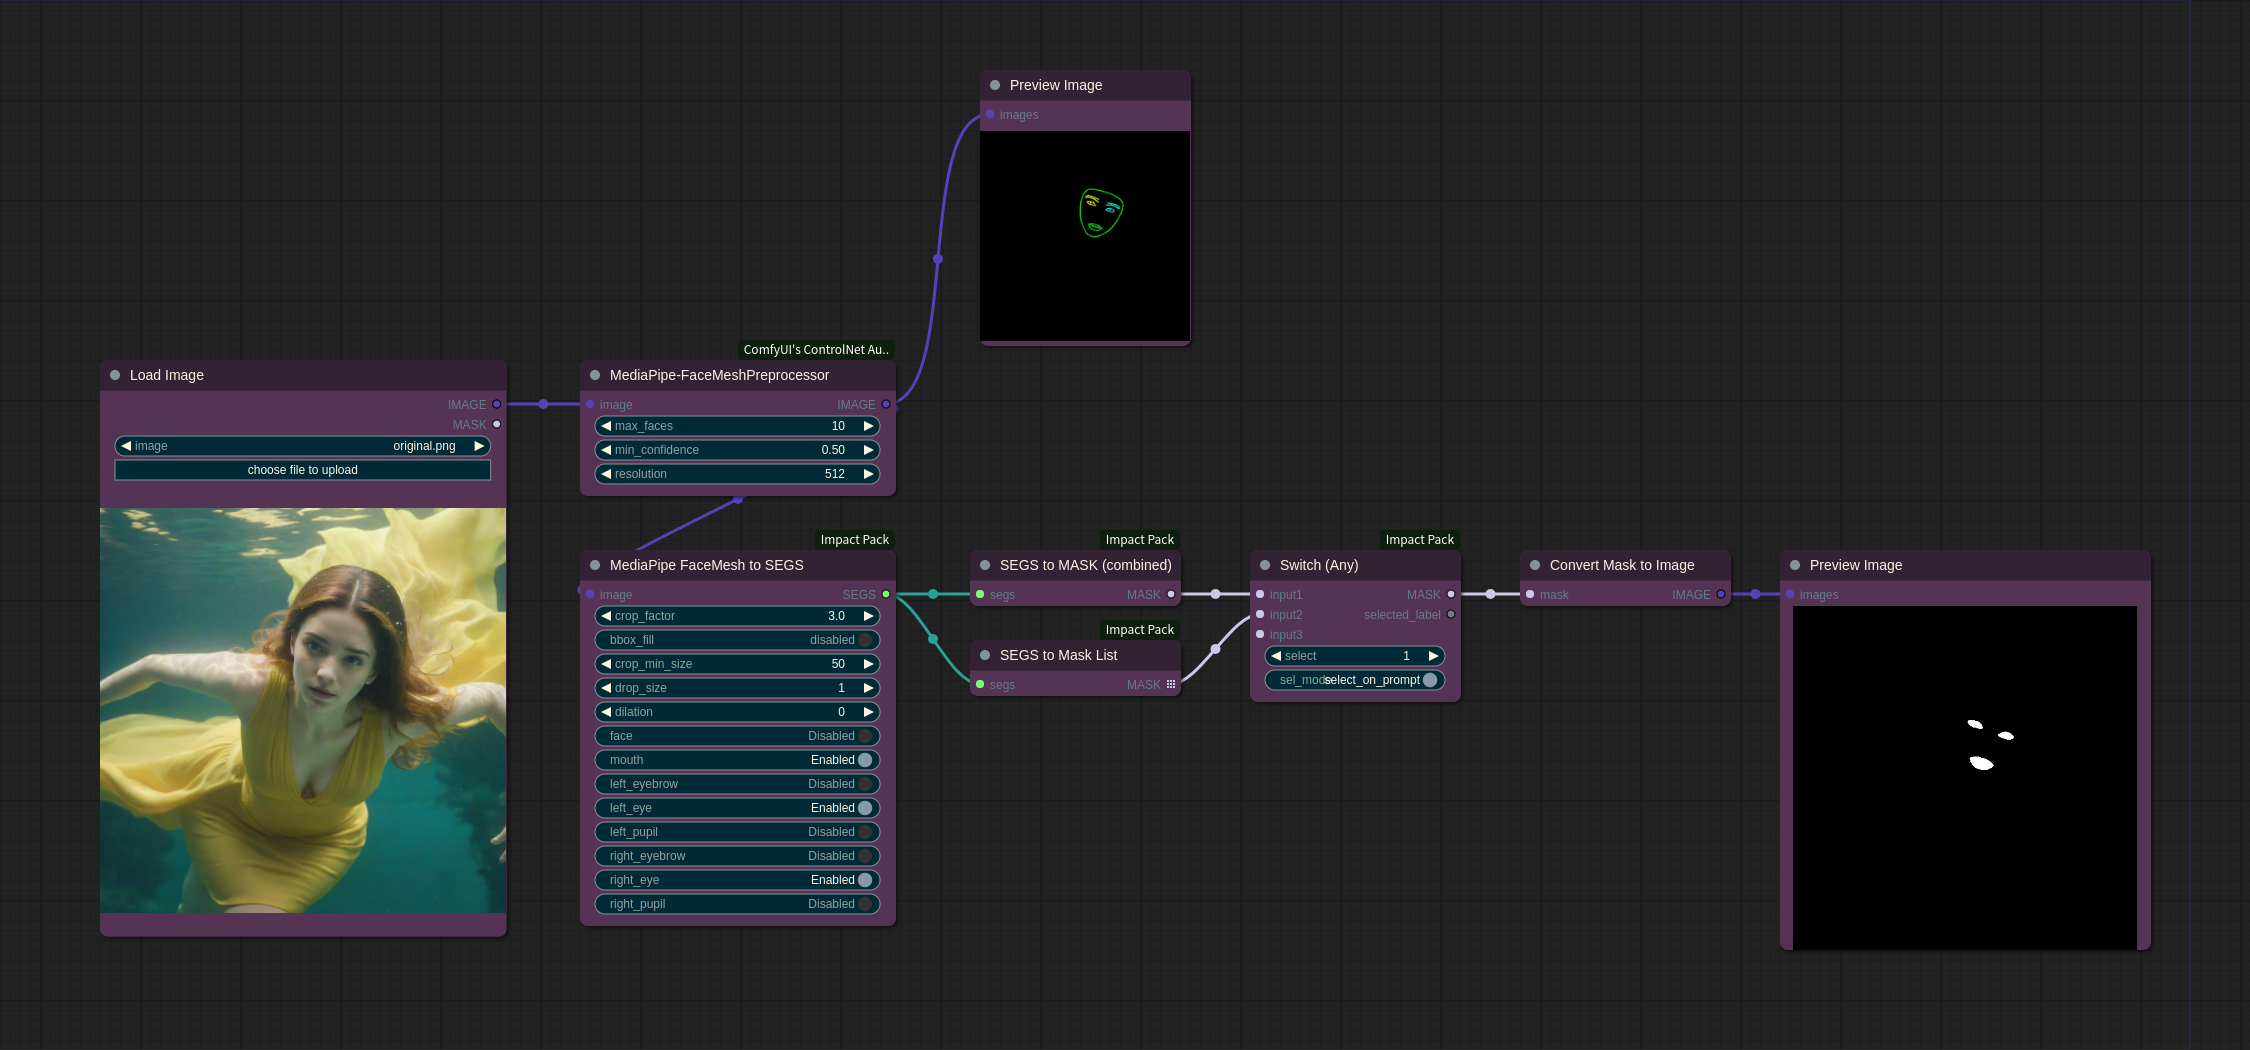 Preview Image
images
ComfyUI's ControlNet Au..
Load Image
IMAGE
MASK
image original.png
choose file to upload
MediaPipe-FaceMeshPreprocessor
image IMAGE
max_faces 10
min_confidence 0.50
resolution 512
Impact Pack
MediaPipe FaceMesh to SEGS
image SEGS
crop_factor 3.0
bbox_fill disabled
crop_min_size 50
drop_size 1
dilation 0
face Disabled
mouth Enabled
left_eyebrow Disabled
left_eye Enabled
left_pupil Disabled
right_eyebrow Disabled
right_eye Enabled
right_pupil Disabled
Impact Pack
SEGS to MASK (combined)
segs MASK
Impact Pack
SEGS to Mask List
segs MASK
Impact Pack
Switch (Any)
input1 MASK
input2 selected_label
input3
select 1
select_on_prompt
Convert Mask to Image
mask IMAGE
Preview Image
images